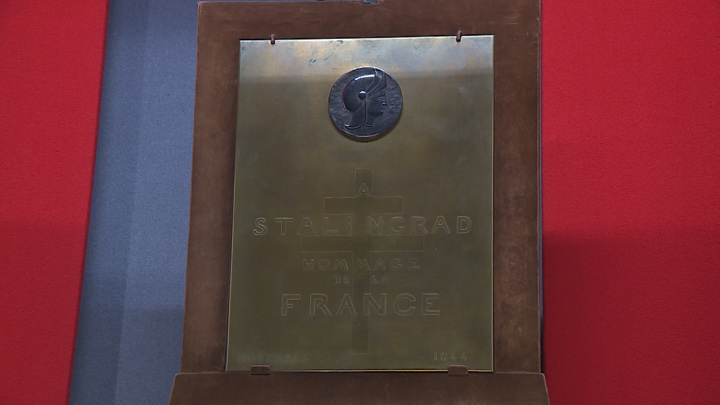 A
STALINGRAD
HOMMAGE
DE LA
FRANCE
1944